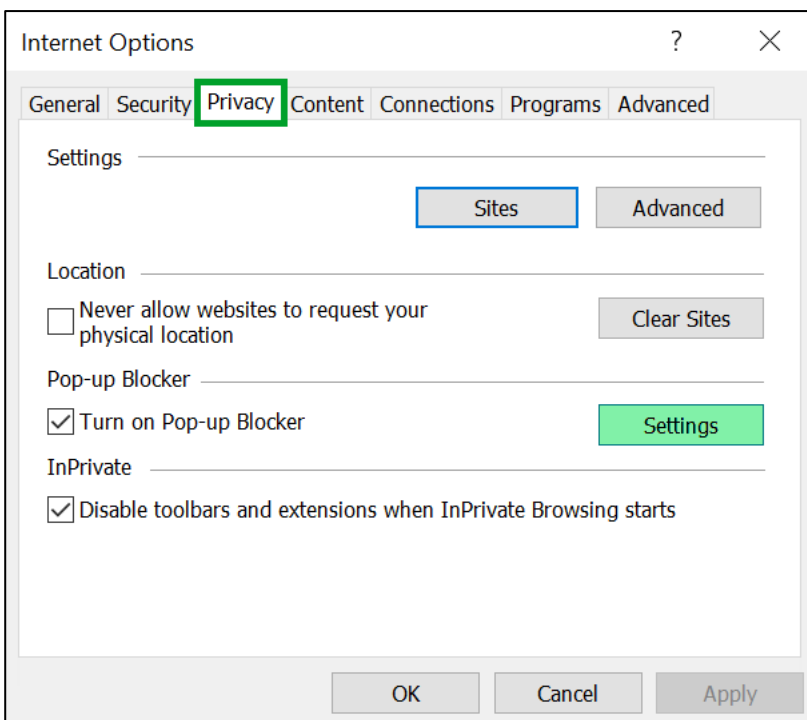 Internet Options ?
General Security Privacy Content Connections Programs Advanced
Settings
Sites Advanced
Location
Never allow websites to request your
physical location
Clear Sites
Pop-up Blocker
Turn on Pop-up Blocker Settings
InPrivate
Disable toolbars and extensions when InPrivate Browsing starts
OK Cancel Apply